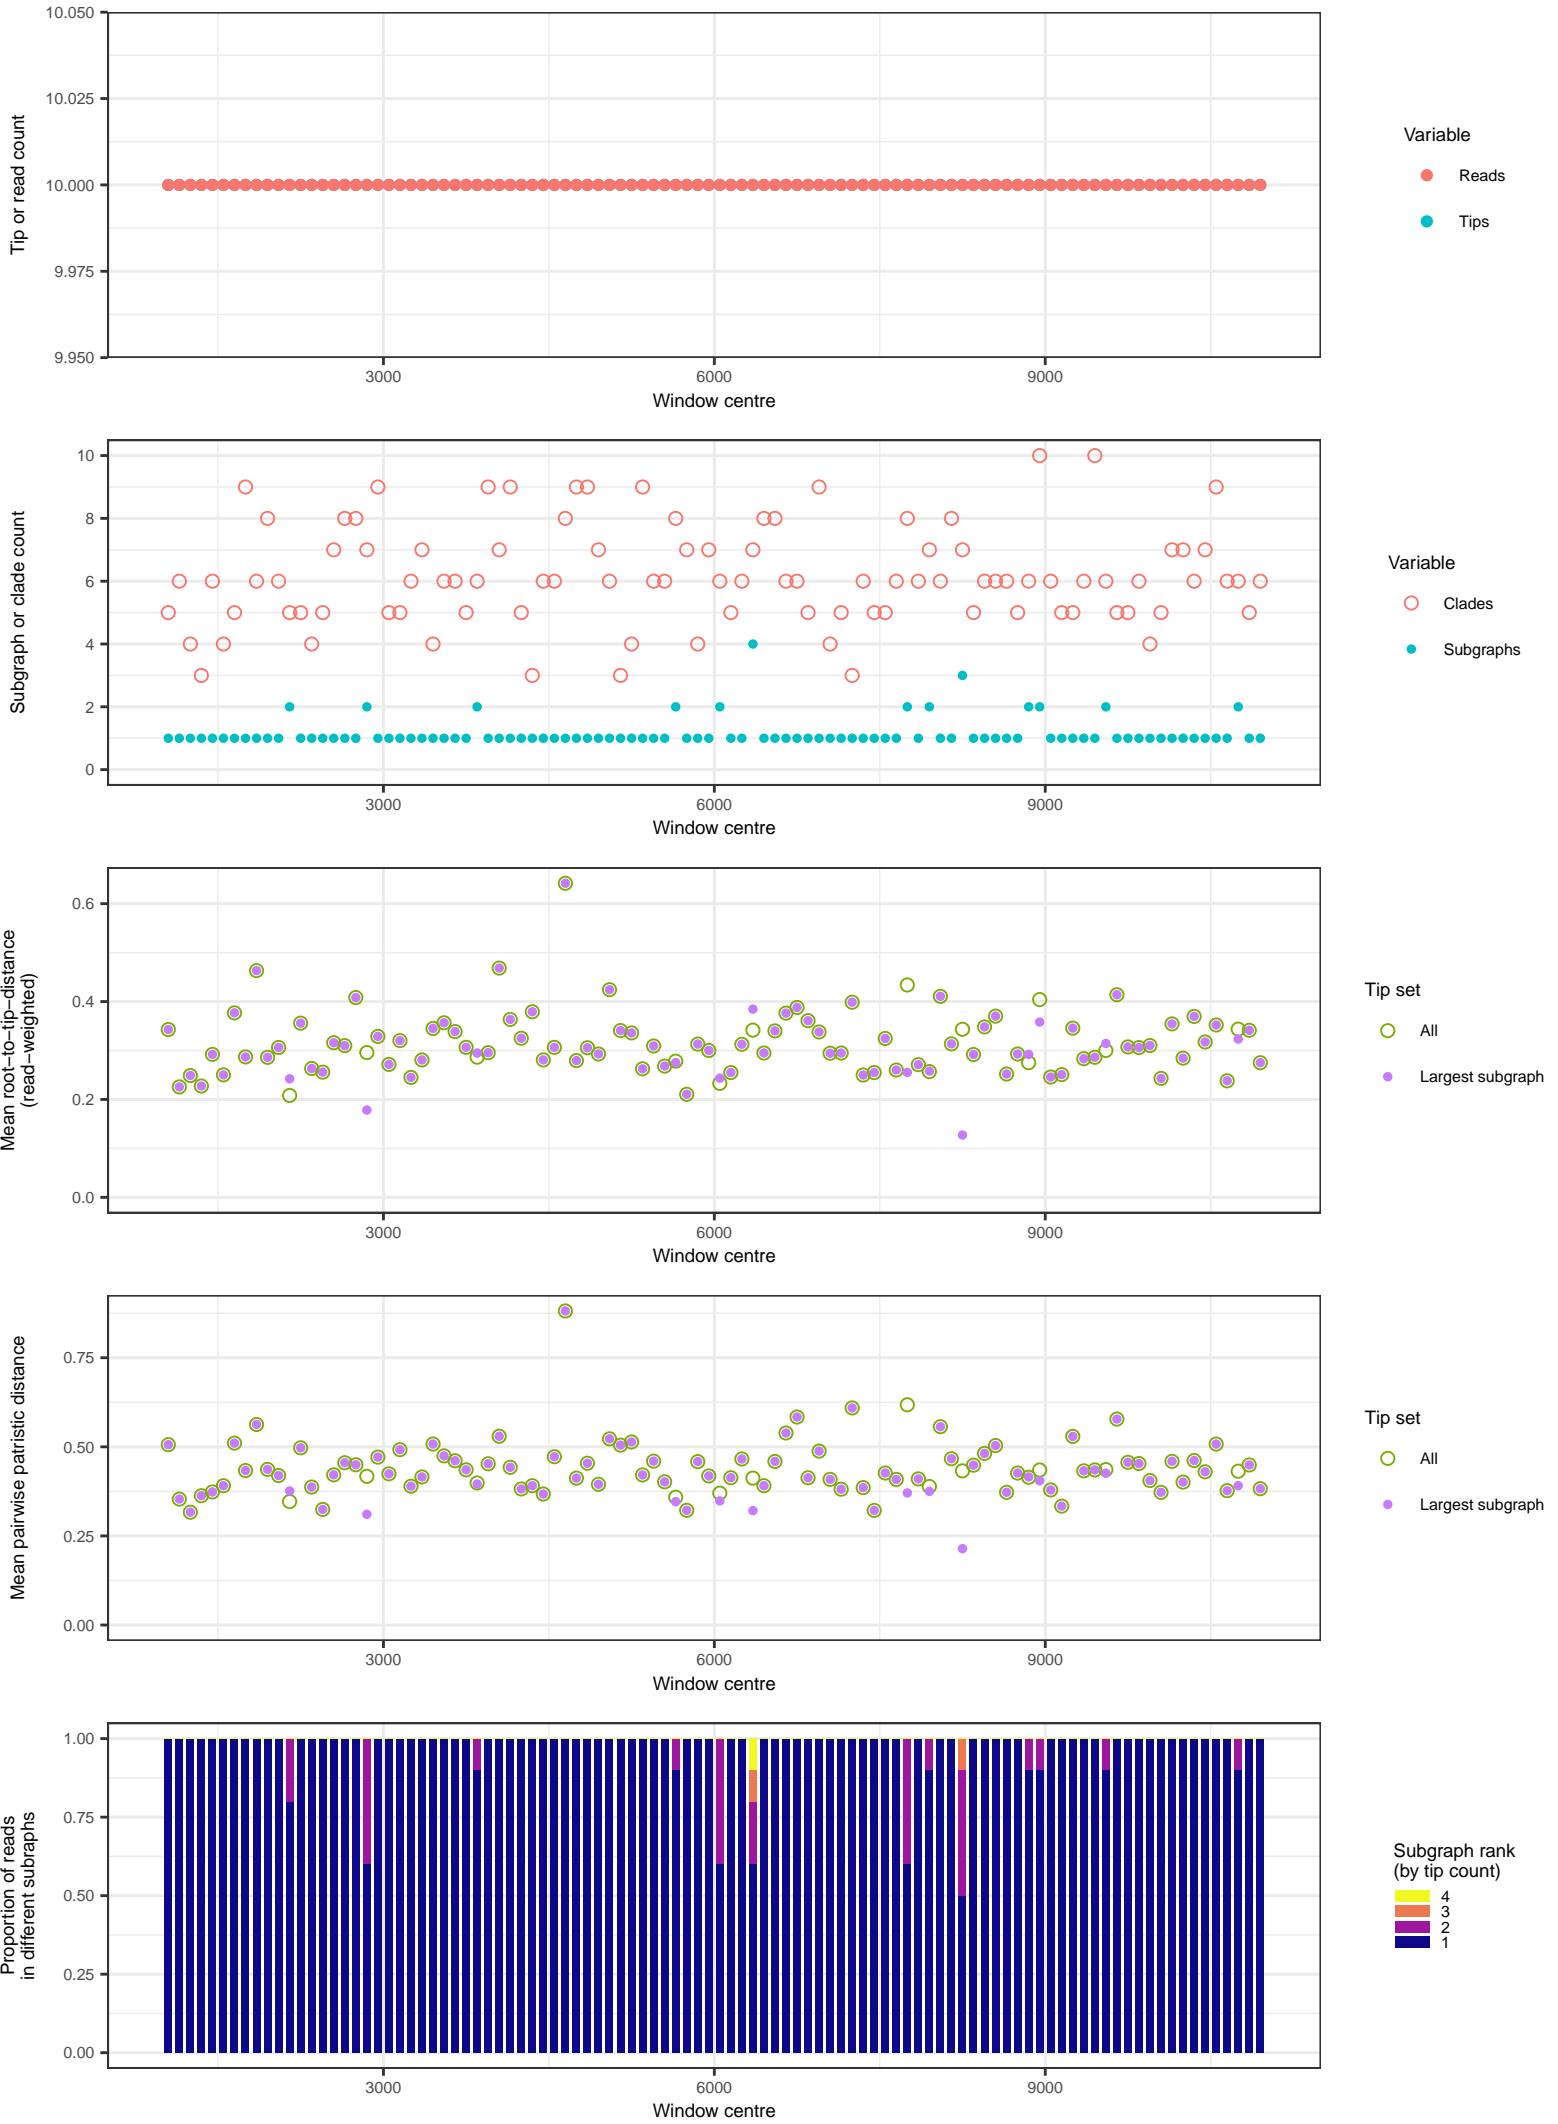 10.050
10.025
10.000
9.975
9.950
Tip or read count
3000 6000 9000
Window centre
Variable
Reads
Tips
10
8
6
4
2
0
Subgraph or clade count
3000 6000 9000
Window centre
Variable
Clades
Subgraphs
0.6
0.4
0.2
0.0
Mean root−to−tip−distance
(read−weighted)
3000 6000 9000
Window centre
Tip set
All
Largest subgraph
0.75
0.50
0.25
0.00
Mean pairwise patristic distance
3000 6000 9000
Window centre
Tip set
All
Largest subgraph
1.00
0.75
0.50
0.25
0.00
Proportion of reads
in different subraphs
3000 6000 9000
Window centre
Subgraph rank
(by tip count)
4
3
2
1